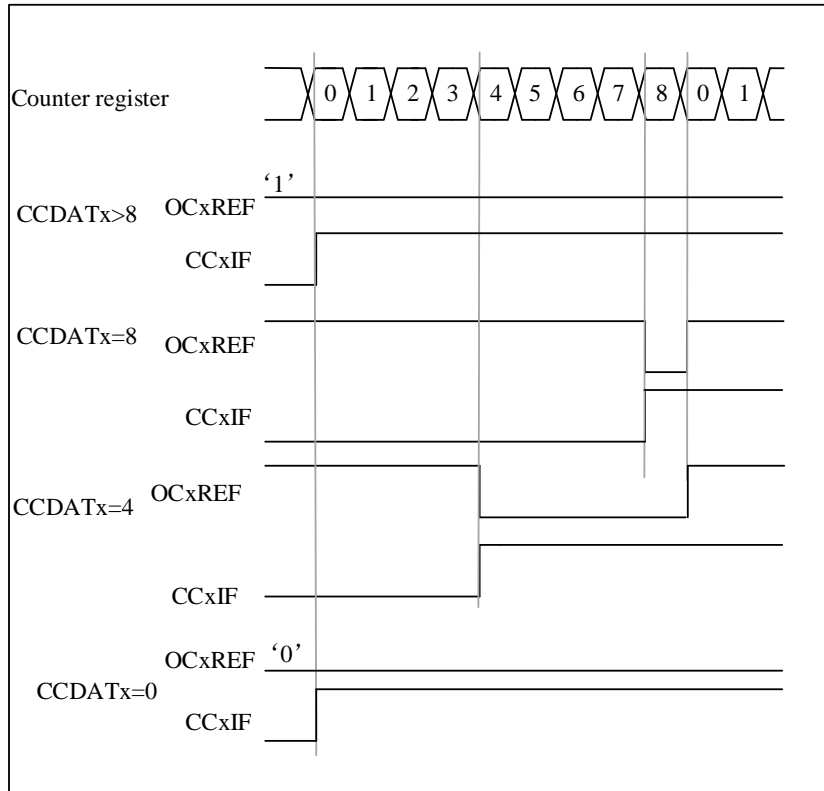 Counter register 0 1 2 3 4 5 6 7 8 0 1
‘1’
CCDATx>8 OCxREF
CCxIF
CCDATx=8 OCxREF
CCxIF
CCDATx=4 OCxREF
CCxIF
OCxREF ‘0’
CCDATx=0
CCxIF